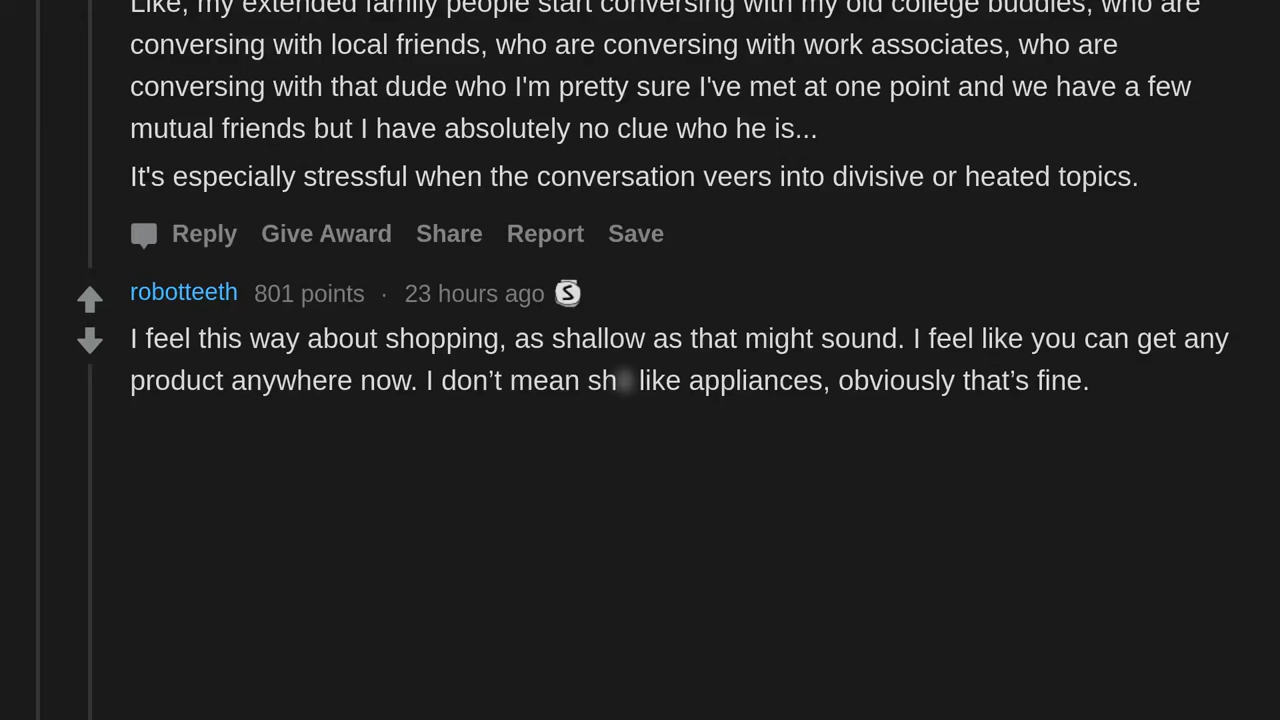 Like, my extended family people start conversing with my old college buddies, who are
conversing with local friends, who are conversing with work associates, who are
conversing with that dude who I'm pretty sure I've met at one point and we have a few
mutual friends but I have absolutely no clue who he is...
It's especially stressful when the conversation veers into divisive or heated topics.
Reply Give Award Share Report Save
robotteeth 801 points · 23 hours ago S
I feel this way about shopping, as shallow as that might sound. I feel like you can get any
product anywhere now. I don’t mean like appliances, obviously that’s fine.